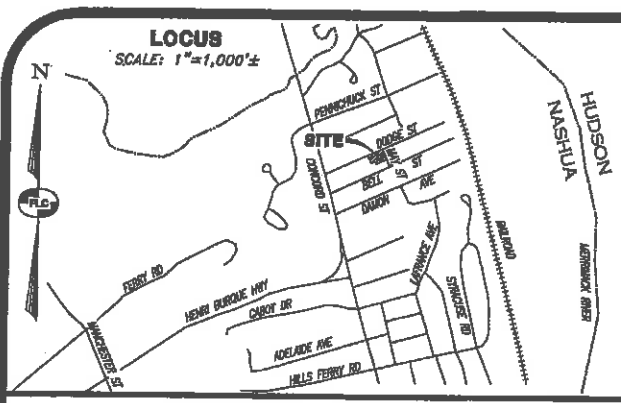 LOCUS
SCALE: 1"=1,000'±
N
PENNICHUCK ST
HUDSON
NASHUA
SITE
DODGE ST
BELL ST
DAMON AVE
CONCORD ST
RAILROAD
MERRIMACK RIVER
LAFRANCE AVE
SYRACUSE RD
FERRY RD
HENRI BURQUE HWY
CABOT DR
MANCHESTER ST
ADELAIDE AVE
HILLS FERRY RD